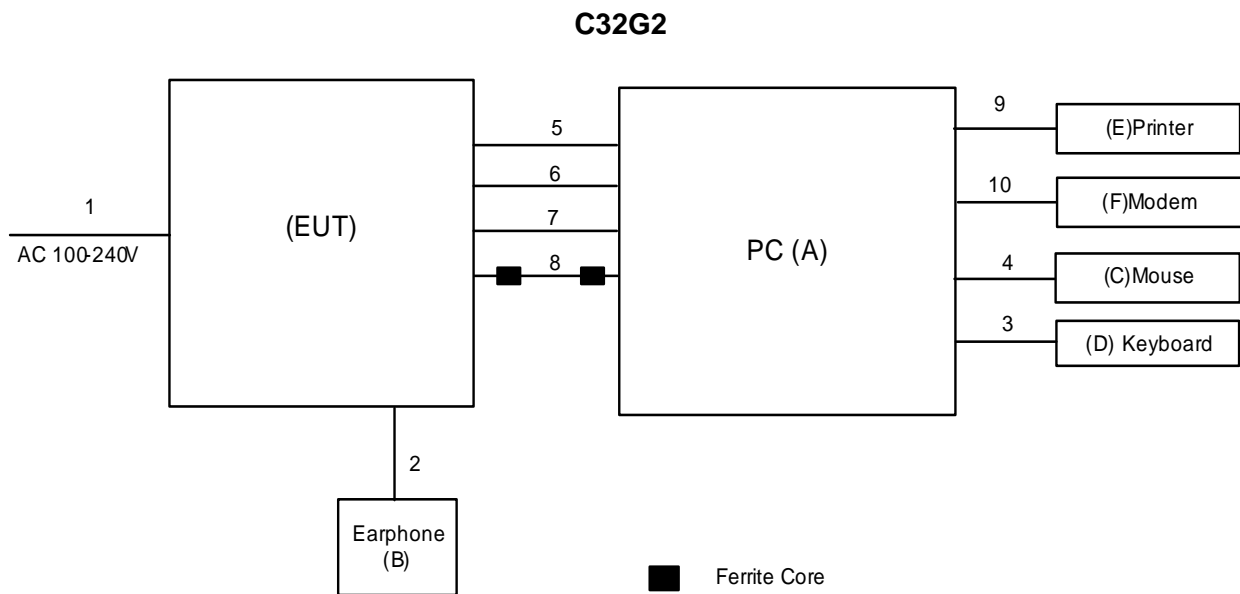 C32G2
1
AC 100-240V
(EUT)
5
6
7
8
PC (A)
9
(E)Printer
10
(F)Modem
4
(C)Mouse
3
(D) Keyboard
2
Earphone
(B)
Ferrite Core